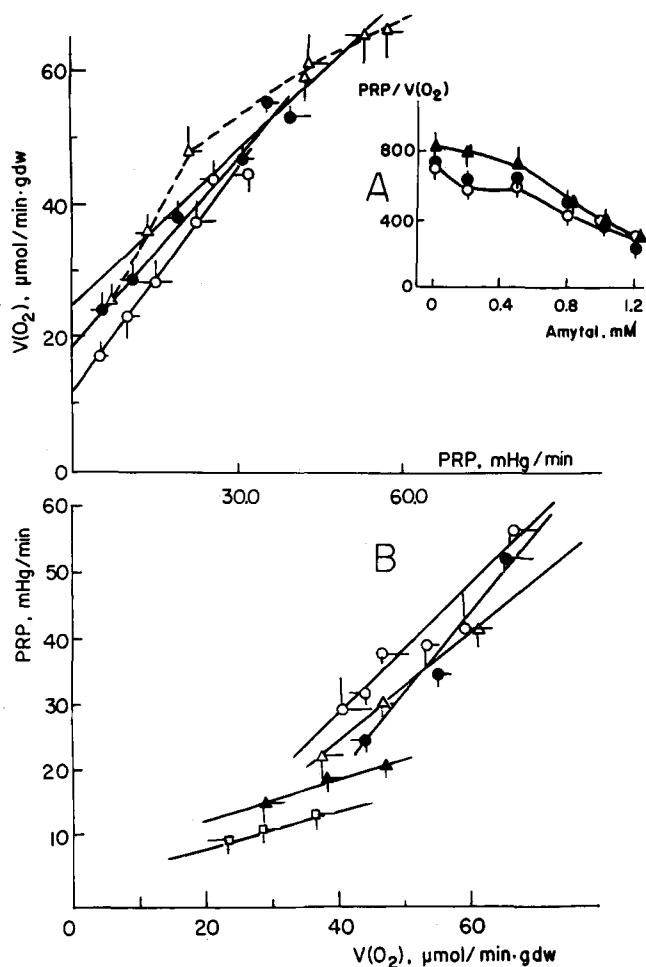 60
40
20
0
V(O₂), µmol/min·gdw
PRP/V(O₂)
800
400
0
0 0.4 0.8 1.2
Amytal, mM
A
PRP, mHg/min
30.0 60.0
60
50
40
30
20
10
PRP, mHg/min
B
0 20 40 60
V(O₂), µmol/min·gdw